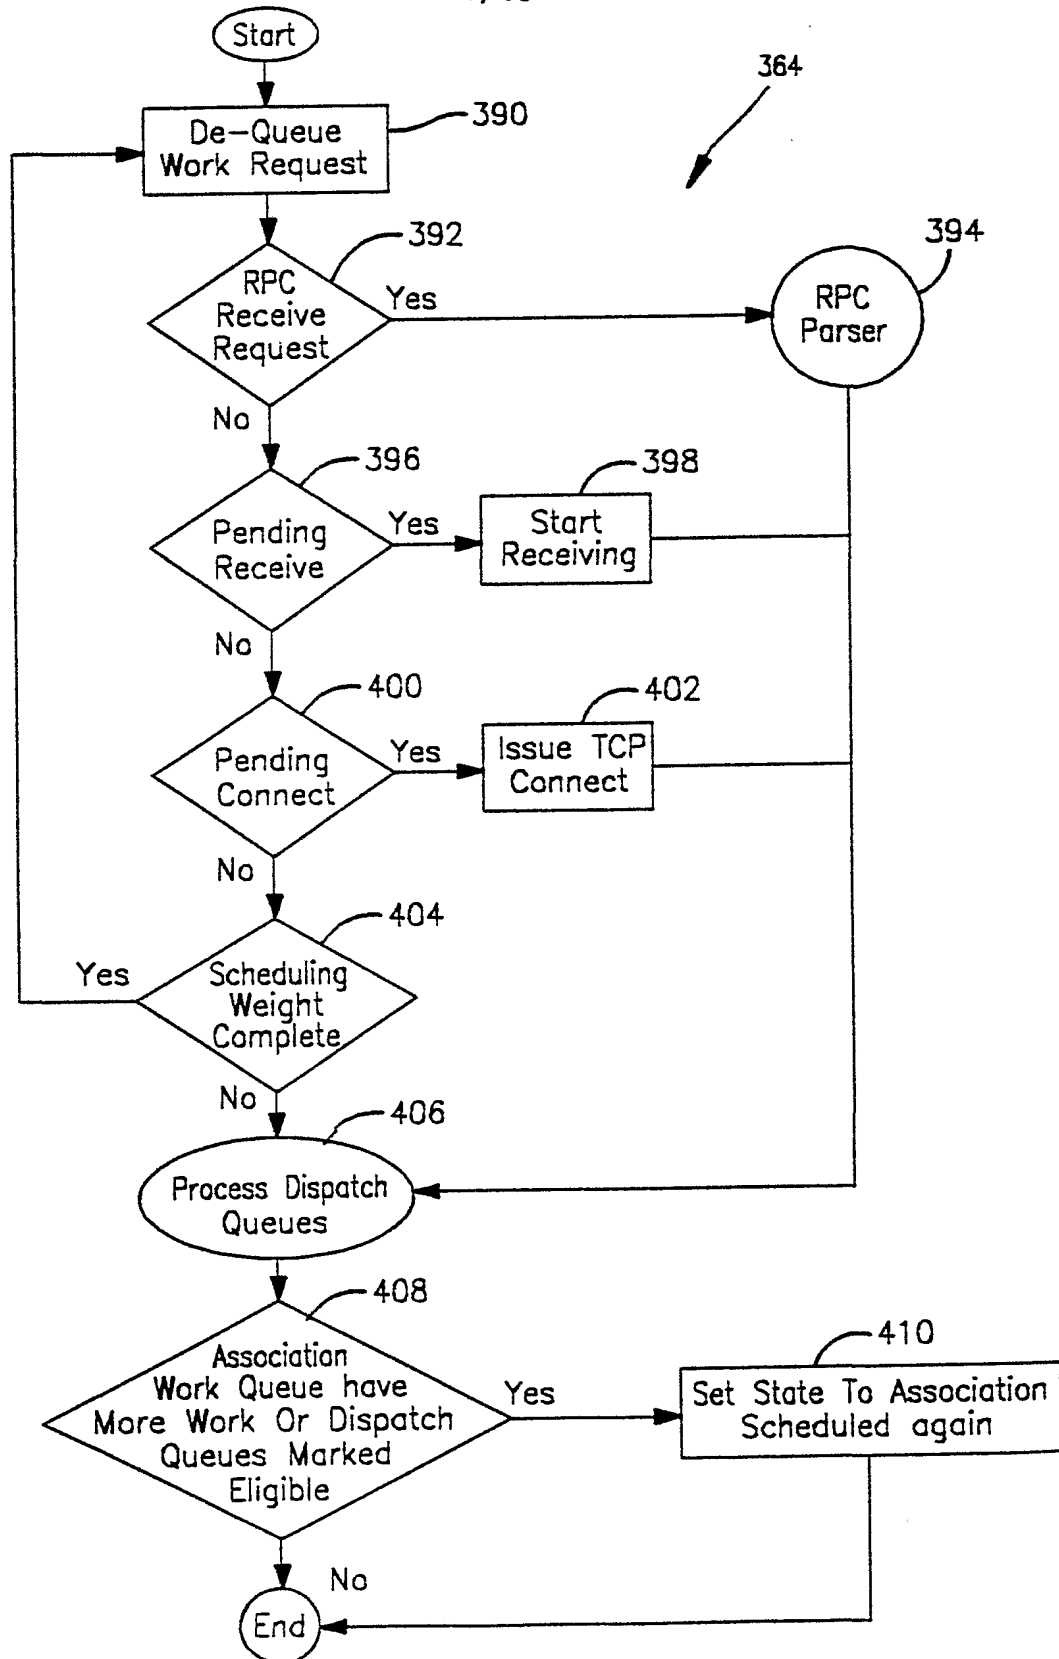 Start
364
De-Queue
Work Request
390
392
394
RPC
Receive
Request
Yes
RPC
Parser
No
396
398
Pending
Receive
Yes
Start
Receiving
No
400
402
Pending
Connect
Yes
Issue TCP
Connect
No
404
Yes
Scheduling
Weight
Complete
No
406
Process Dispatch
Queues
408
410
Association
Work Queue have
More Work Or Dispatch
Queues Marked
Eligible
Yes
Set State To Association
Scheduled again
No
End